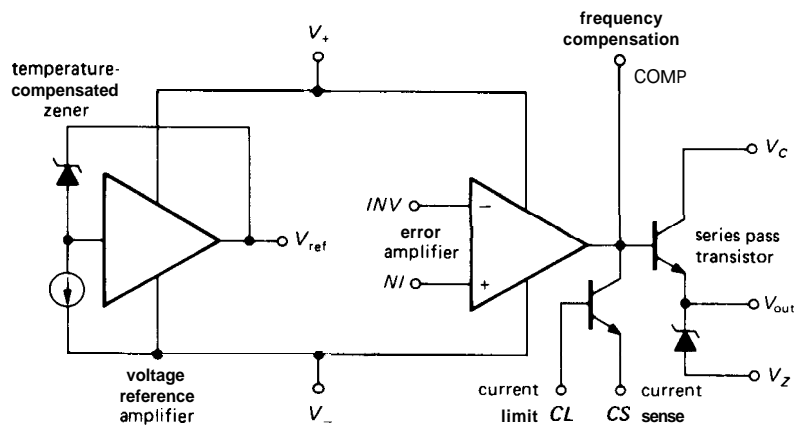 frequency
compensation
V+
COMP
temperature-
compensated
zener
VC
INV
−
error
amplifier
series pass
transistor
Vref
NI
+
Vout
voltage
reference
amplifier
V−
current
limit CL
CS
current
sense
VZ